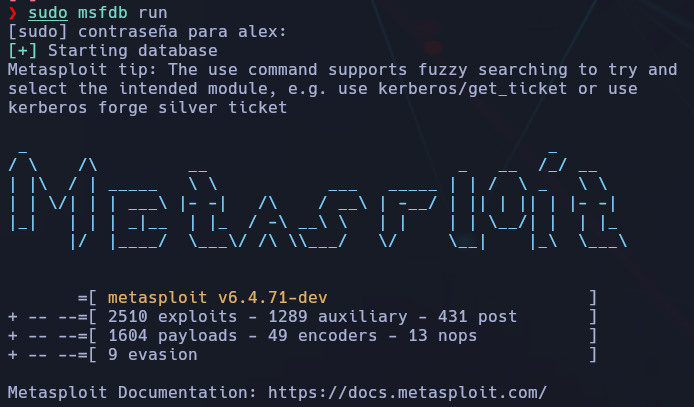 ❯ sudo msfdb run
[sudo] contraseña para alex:
[+] Starting database
Metasploit tip: The use command supports fuzzy searching to try and
select the intended module, e.g. use kerberos/get_ticket or use
kerberos forge silver ticket
METASPLOIT
=[ metasploit v6.4.71-dev ]
+ -- --=[ 2510 exploits - 1289 auxiliary - 431 post ]
+ -- --=[ 1604 payloads - 49 encoders - 13 nops ]
+ -- --=[ 9 evasion ]
Metasploit Documentation: https://docs.metasploit.com/